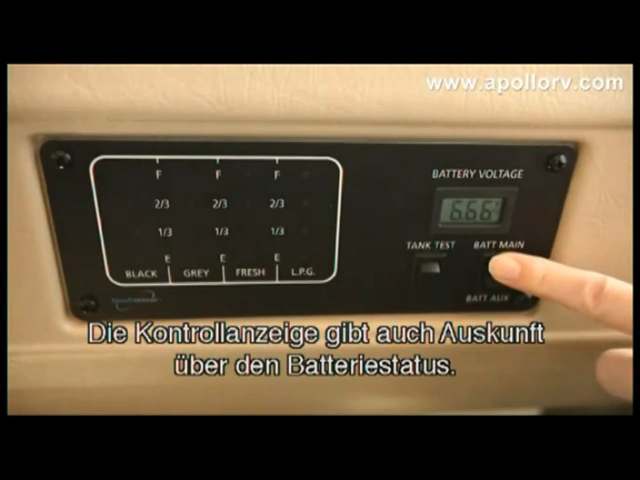 www.apollorv.com
BATTERY VOLTAGE
F F F
2/3 2/3 2/3
1/3 1/3 1/3
E E E
BLACK GREY FRESH L.P.G.
TANK TEST BATT MAIN
BATT AUX
Die Kontrollanzeige gibt auch Auskunft
über den Batteriestatus.